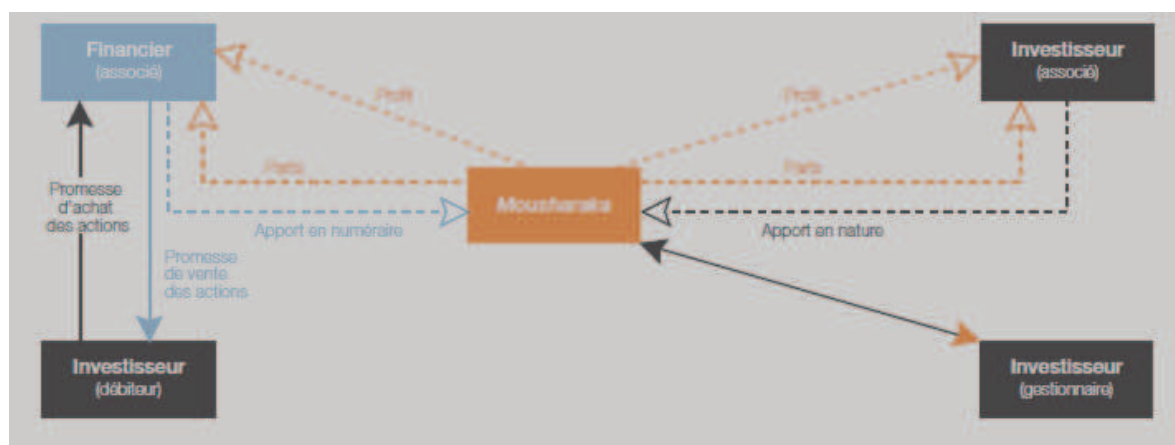 Financier
(associé)
Investisseur
(associé)
Profit
Profit
Parts
Parts
Mousharaka
Promesse
d'achat
des actions
Apport en numéraire
Apport en nature
Promesse
de vente
des actions
Investisseur
(débiteur)
Investisseur
(gestionnaire)